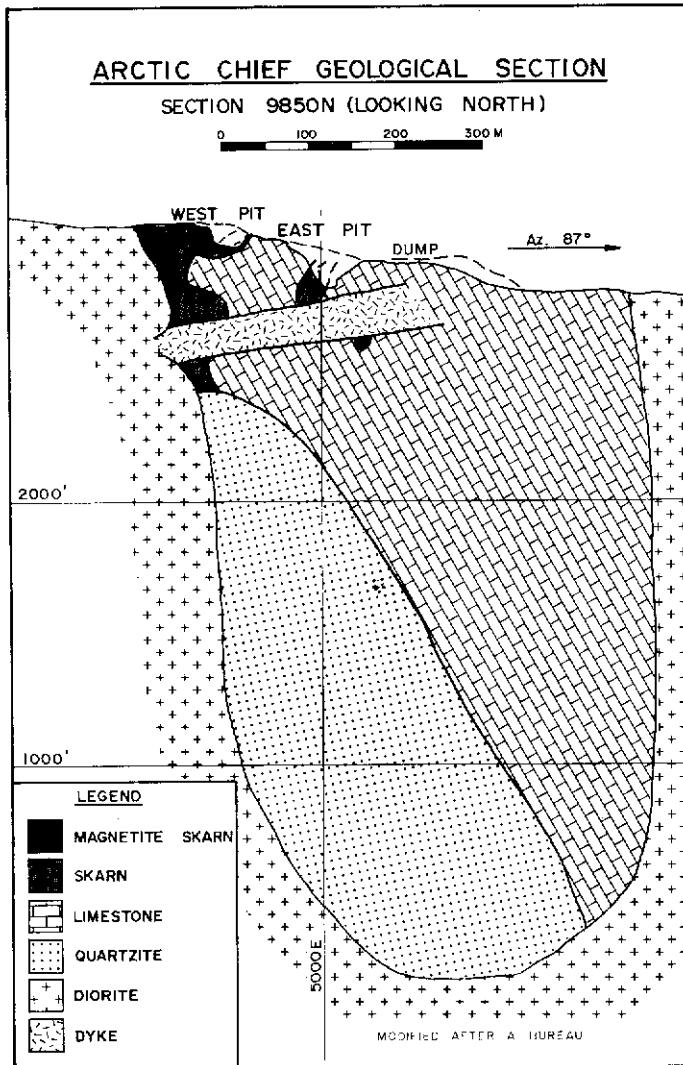 ARCTIC CHIEF GEOLOGICAL SECTION
SECTION 9850N (LOOKING NORTH)
0 100 200 300 M
WEST PIT
EAST PIT
DUMP
Az. 87°
2000'
1000'
5000E
LEGEND
MAGNETITE SKARN
SKARN
LIMESTONE
QUARTZITE
DIORITE
DYKE
MODIFIED AFTER A BUREAU